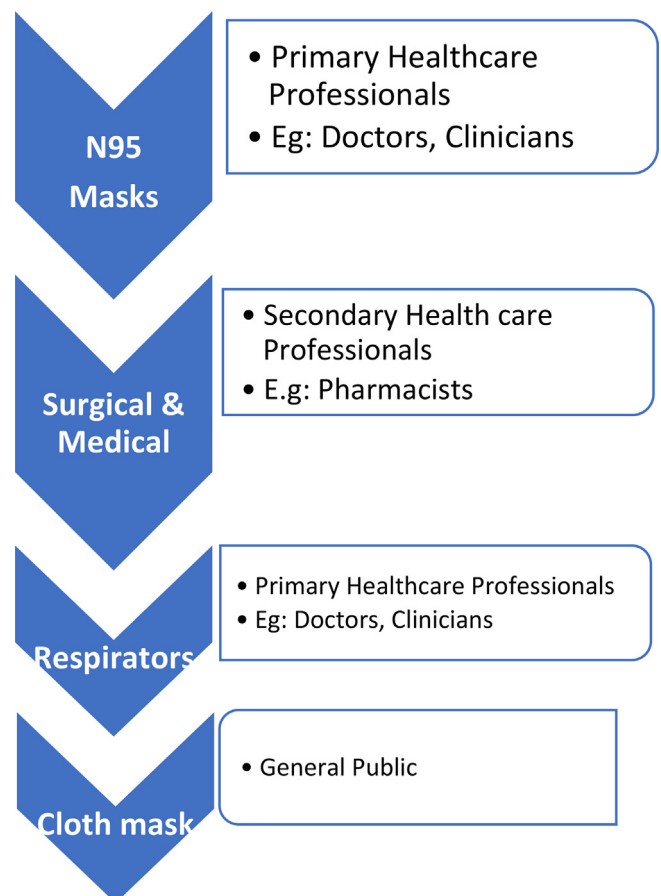 N95
Masks
• Primary Healthcare
Professionals
• Eg: Doctors, Clinicians
Surgical &
Medical
• Secondary Health care
Professionals
• E.g: Pharmacists
Respirators
• Primary Healthcare Professionals
• Eg: Doctors, Clinicians
Cloth mask
• General Public